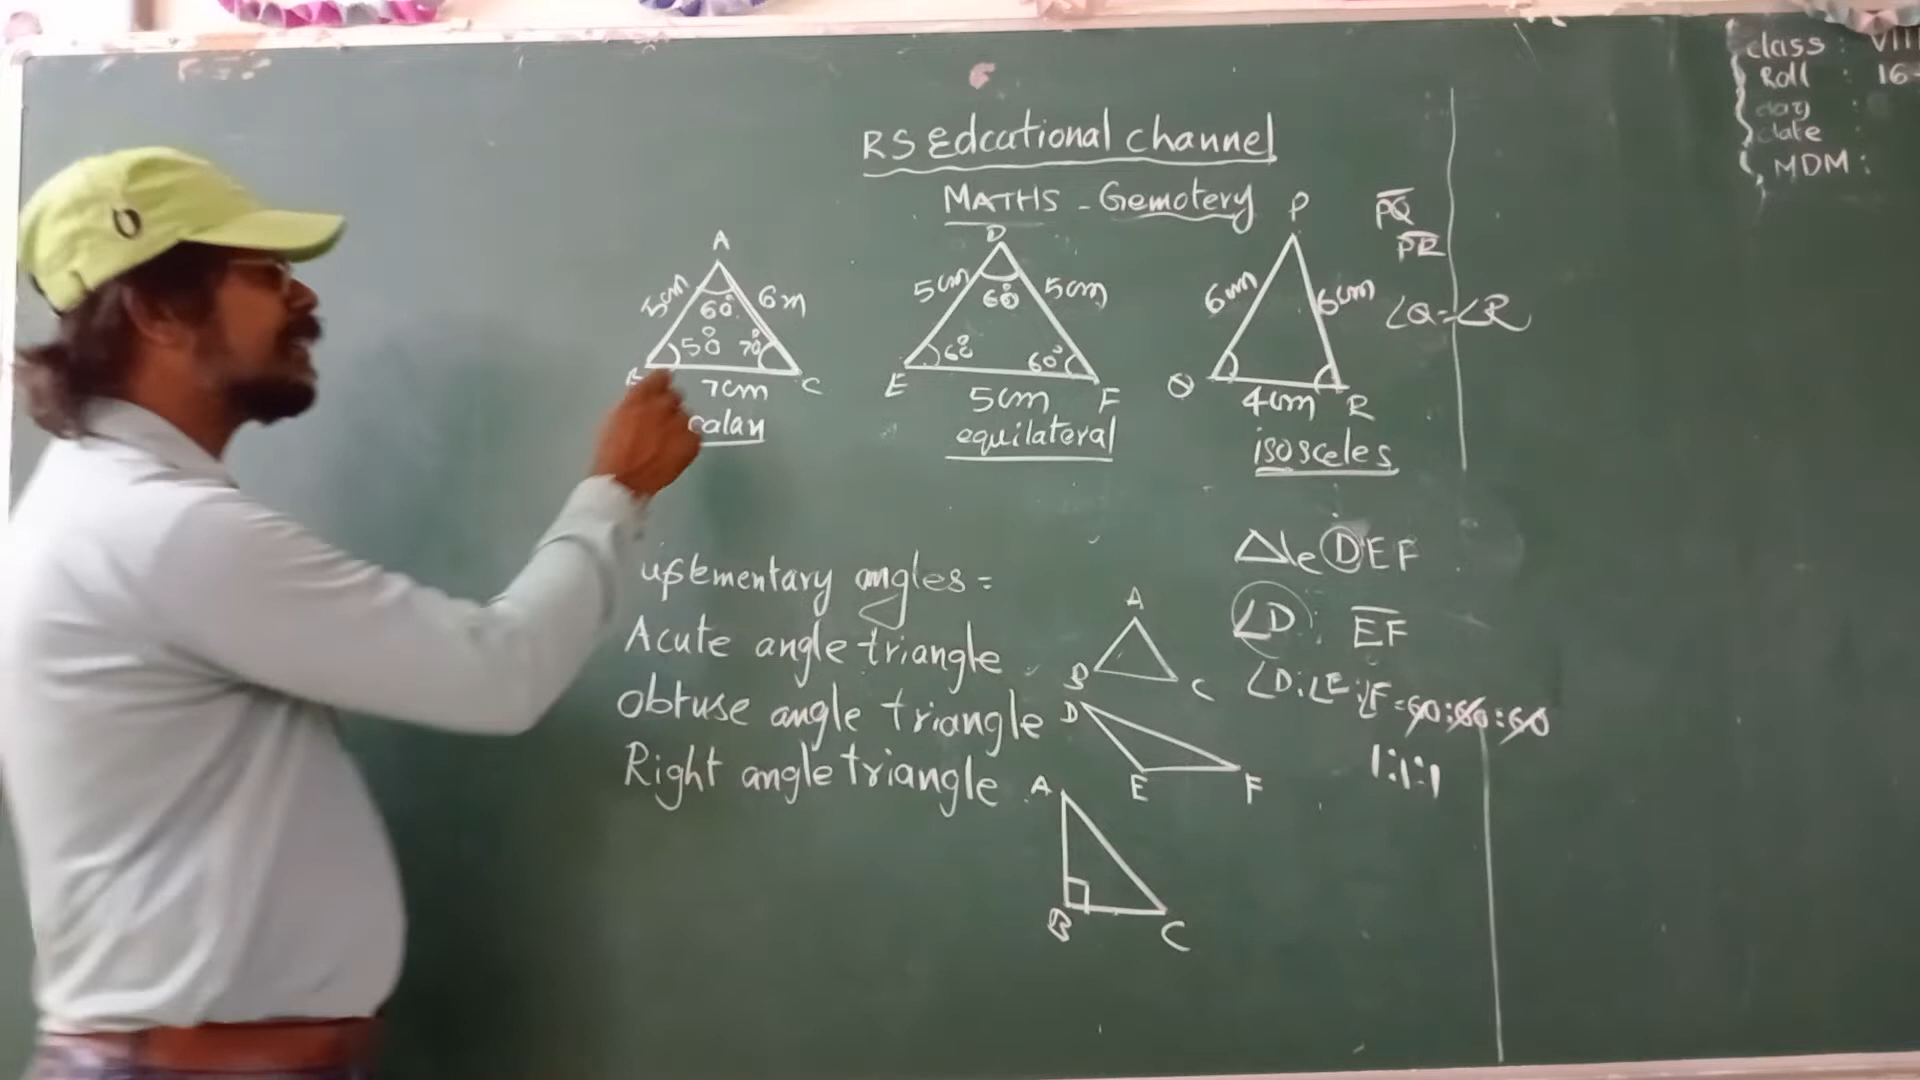 RS Edcational channel
MATHS - Gemotery
class : VIII
Roll : 16-
day :
date
MDM :
A
5cm 6m
60°
50° 70°
C
7cm
calan
D
5cm 5cm
60°
60° 60°
E F
5cm
equilateral
P
6cm 6cm
Q R
4cm
isosceles
PQ
PR
∠Q=∠R
angles =
Acute angle triangle
A
B C
Obtuse angle triangle
D
E F
Right angle triangle
A
B C
△le DEF
∠D : EF
∠D:∠E:∠F=60:60:60
1:1:1